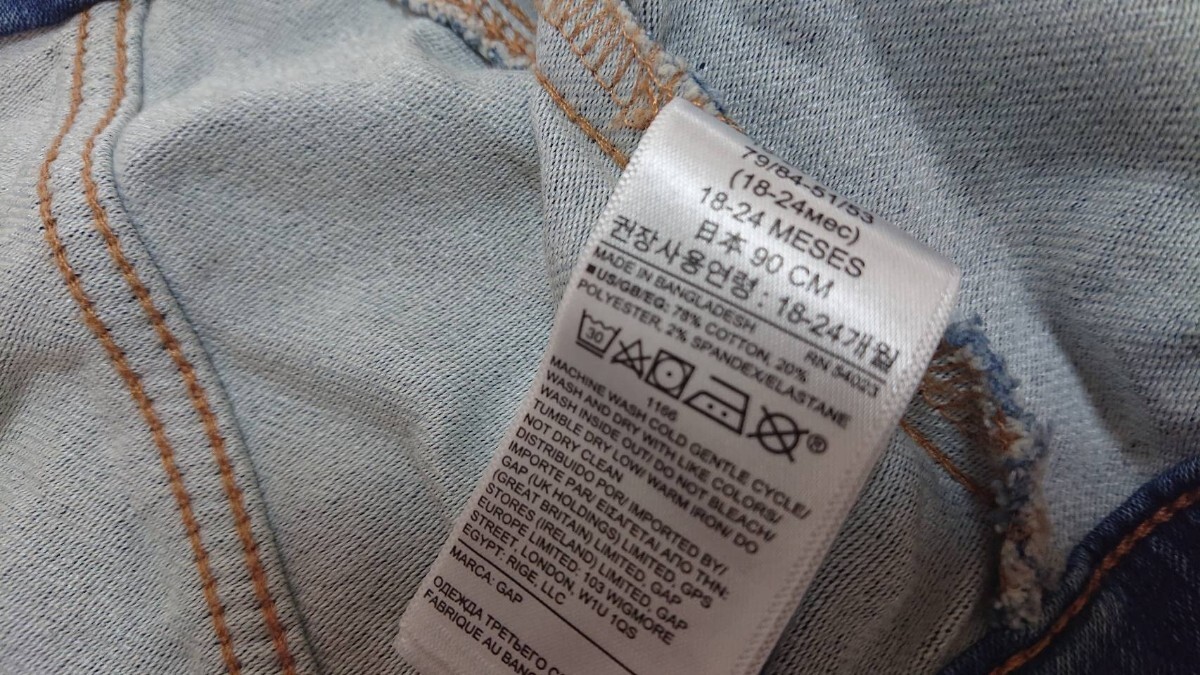 79/84-51/53
(18-24мес)
18-24 MESES
日本 90 CM
권장사용연령 : 18-24개월
MADE IN BANGLADESH RN 54023
■US/GB/EG: 78% COTTON, 20%
POLYESTER, 2% SPANDEX/ELASTANE
30 ®
1166
MACHINE WASH COLD GENTLE CYCLE/
WASH AND DRY WITH LIKE COLORS/
WASH INSIDE OUT/ DO NOT BLEACH/
TUMBLE DRY LOW/ WARM IRON/ DO
NOT DRY CLEAN
DISTRIBUIDO POR/ IMPORTED BY/
IMPORTE PAR/ ΕΙΣΑΓΕΤΑΙ ΑΠΟ ΤΗΝ:
GAP (UK HOLDINGS) LIMITED, GPS
(GREAT BRITAIN) LIMITED, GAP
STORES (IRELAND) LIMITED, GAP
EUROPE LIMITED, 103 WIGMORE
STREET, LONDON, W1U 1QS
EGYPT: RIGE, LLC
MARCA: GAP
ОДЕЖДА ТРЕТЬЕГО
FABRIQUE AU